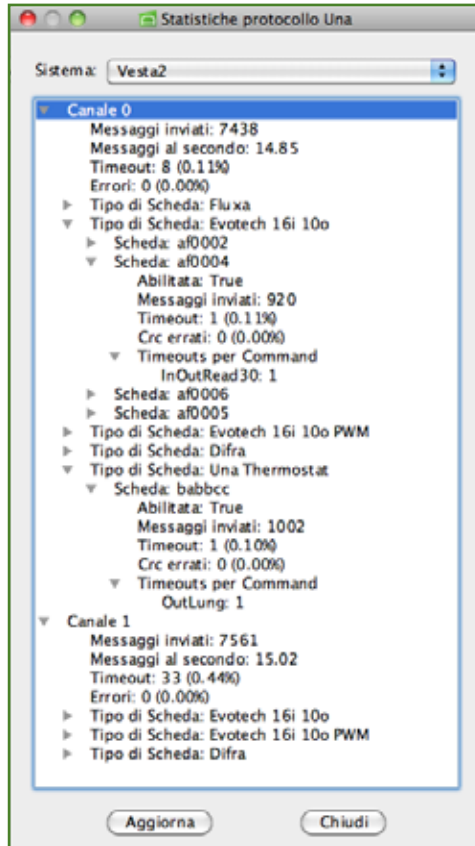 Statistiche protocollo Una
Sistema: Vesta2
Canale 0
Messaggi inviati: 7438
Messaggi al secondo: 14.85
Timeout: 8 (0.11%)
Errori: 0 (0.00%)
Tipo di Scheda: Fluxa
Tipo di Scheda: Evotech 16i 10o
Scheda: af0002
Scheda: af0004
Abilitata: True
Messaggi inviati: 920
Timeout: 1 (0.11%)
Crc errati: 0 (0.00%)
Timeouts per Command
InOutRead30: 1
Scheda: af0006
Scheda: af0005
Tipo di Scheda: Evotech 16i 10o PWM
Tipo di Scheda: Difra
Tipo di Scheda: Una Thermostat
Scheda: babbcc
Abilitata: True
Messaggi inviati: 1002
Timeout: 1 (0.10%)
Crc errati: 0 (0.00%)
Timeouts per Command
OutLung: 1
Canale 1
Messaggi inviati: 7561
Messaggi al secondo: 15.02
Timeout: 33 (0.44%)
Errori: 0 (0.00%)
Tipo di Scheda: Evotech 16i 10o
Tipo di Scheda: Evotech 16i 10o PWM
Tipo di Scheda: Difra
Aggiorna Chiudi